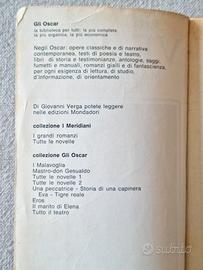 Gli Oscar
la biblioteca per tutti: la più completa
la più organica, la più economica
Negli Oscar: opere classiche e di narrativa
contemporanea, testi di poesia e teatro,
libri di storia e testimonianze, antologie, saggi,
fumetti e manuali, romanzi gialli e di fantascienza,
per ogni esigenza di lettura, di studio,
d'informazione, di orientamento
Di Giovanni Verga potete leggere
nelle edizioni Mondadori
collezione I Meridiani
I grandi romanzi
Tutte le novelle
collezione Gli Oscar
I Malavoglia
Mastro-don Gesualdo
Tutte le novelle 1
Tutte le novelle 2
Una peccatrice - Storia di una capinera
Eva - Tigre reale
Eros
Il marito di Elena
Tutto il teatro
subito.it